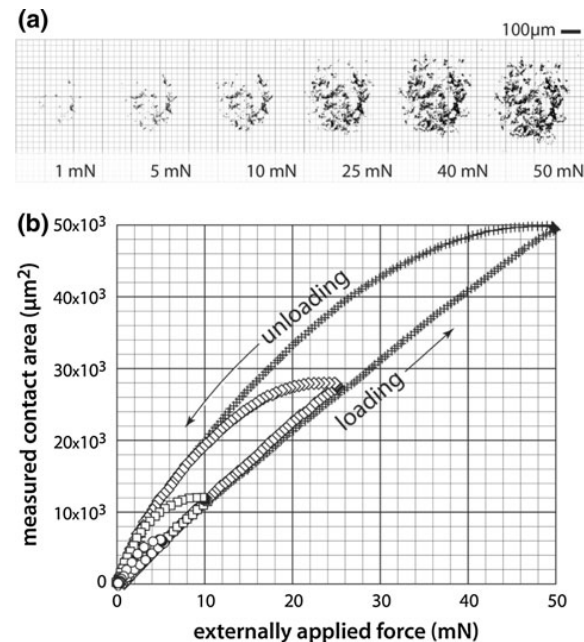 (a)
100μm
1 mN 5 mN 10 mN 25 mN 40 mN 50 mN
(b)
50x10³
40x10³
30x10³
20x10³
10x10³
0
measured contact area (μm²)
unloading
loading
0 10 20 30 40 50
externally applied force (mN)